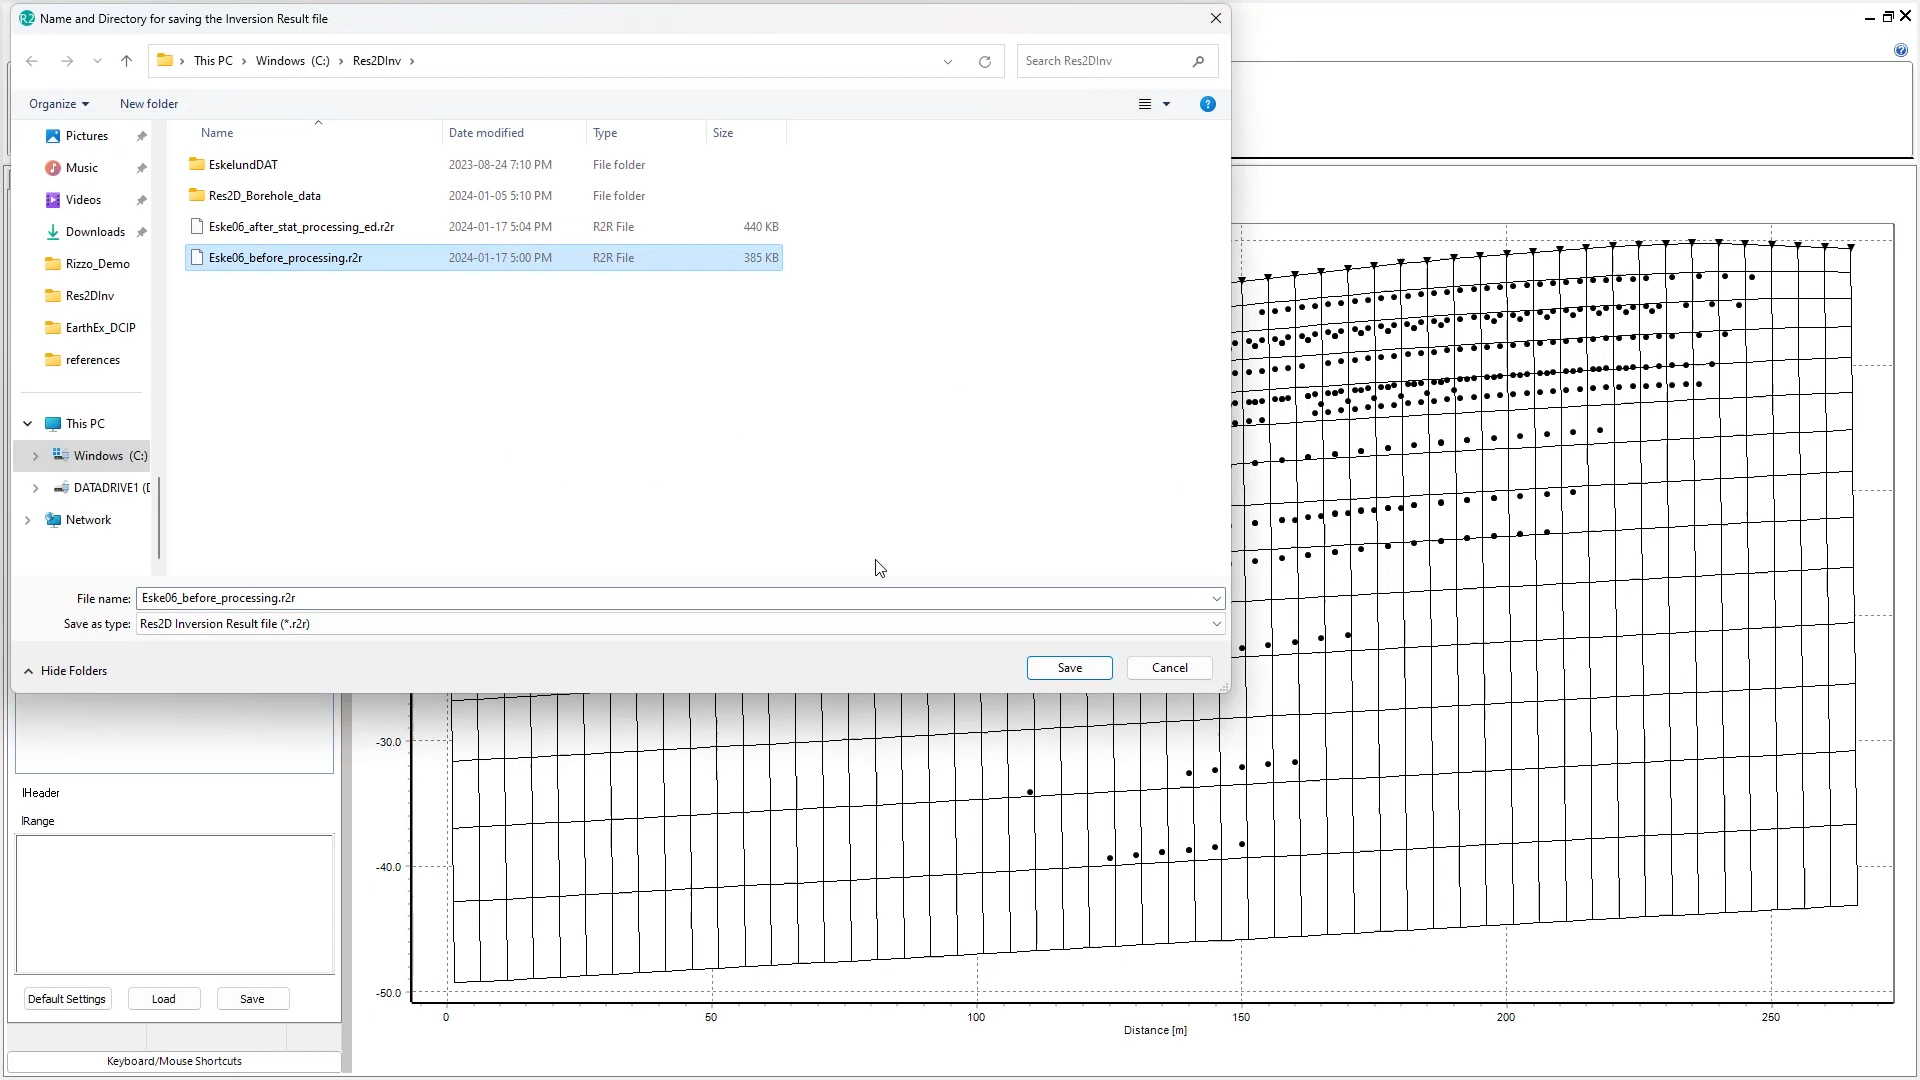 R2 Name and Directory for saving the Inversion Result file
This PC > Windows (C:) > Res2DInv >
Search Res2DInv
Organize
New folder
Name Date modified Type Size
Pictures
Music
Videos
Downloads
Rizzo_Demo
Res2DInv
EarthEx_DCIP
references
This PC
Windows (C:)
DATADRIVE1 (D
Network
EskelundDAT 2023-08-24 7:10 PM File folder
Res2D_Borehole_data 2024-01-05 5:10 PM File folder
Eske06_after_stat_processing_ed.r2r 2024-01-17 5:04 PM R2R File 440 KB
Eske06_before_processing.r2r 2024-01-17 5:00 PM R2R File 385 KB
File name: Eske06_before_processing.r2r
Save as type: Res2D Inversion Result file (*.r2r)
Hide Folders
Save
Cancel
IHeader
IRange
Default Settings
Load
Save
Keyboard/Mouse Shortcuts
-30.0
-40.0
-50.0
0 50 100 150 200 250
Distance [m]